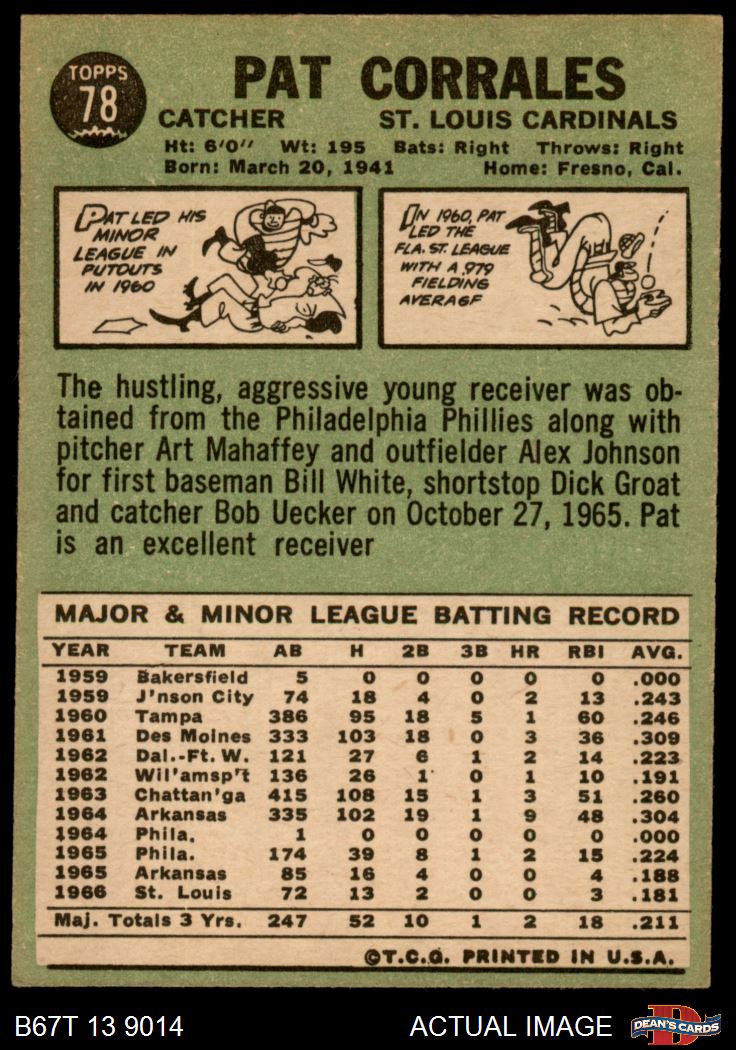 TOPPS
78
PAT CORRALES
CATCHER ST. LOUIS CARDINALS
Ht: 6'0" Wt: 195 Bats: Right Throws: Right
Born: March 20, 1941 Home: Fresno, Cal.
PAT LED HIS
MINOR
LEAGUE IN
PUTOUTS
IN 1960
IN 1960, PAT
LED THE
FLA. ST. LEAGUE
WITH A .979
FIELDING
AVERAGE
The hustling, aggressive young receiver was ob-
tained from the Philadelphia Phillies along with
pitcher Art Mahaffey and outfielder Alex Johnson
for first baseman Bill White, shortstop Dick Groat
and catcher Bob Uecker on October 27, 1965. Pat
is an excellent receiver
MAJOR & MINOR LEAGUE BATTING RECORD
YEAR TEAM AB H 2B 3B HR RBI AVG.
1959 Bakersfield 5 0 0 0 0 0 .000
1959 J'nson City 74 18 4 0 2 13 .243
1960 Tampa 386 95 18 5 1 60 .246
1961 Des Moines 333 103 18 0 3 36 .309
1962 Dal.-Ft. W. 121 27 6 1 2 14 .223
1962 Wil'amsp't 136 26 1 0 1 10 .191
1963 Chattan'ga 415 108 15 1 3 51 .260
1964 Arkansas 335 102 19 1 9 48 .304
1964 Phila. 1 0 0 0 0 0 .000
1965 Phila. 174 39 8 1 2 15 .224
1965 Arkansas 85 16 4 0 0 4 .188
1966 St. Louis 72 13 2 0 0 3 .181
Maj. Totals 3 Yrs. 247 52 10 1 2 18 .211
©T.C.G. PRINTED IN U.S.A.
B67T 13 9014 ACTUAL IMAGE
D
DEAN'S CARDS